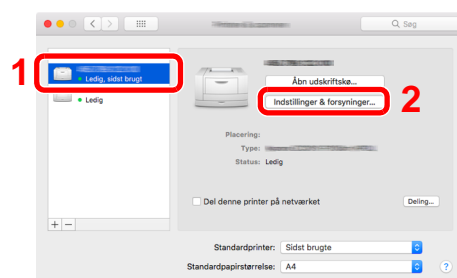 Søg
1
Ledig, sidst brugt
Ledig
Åbn udskriftskø...
Indstillinger & forsyninger...
2
Placering:
Type:
Status: Ledig
Del denne printer på netværket
Deling...
+ −
Standardprinter: Sidst brugte
Standardpapirstørrelse: A4
?